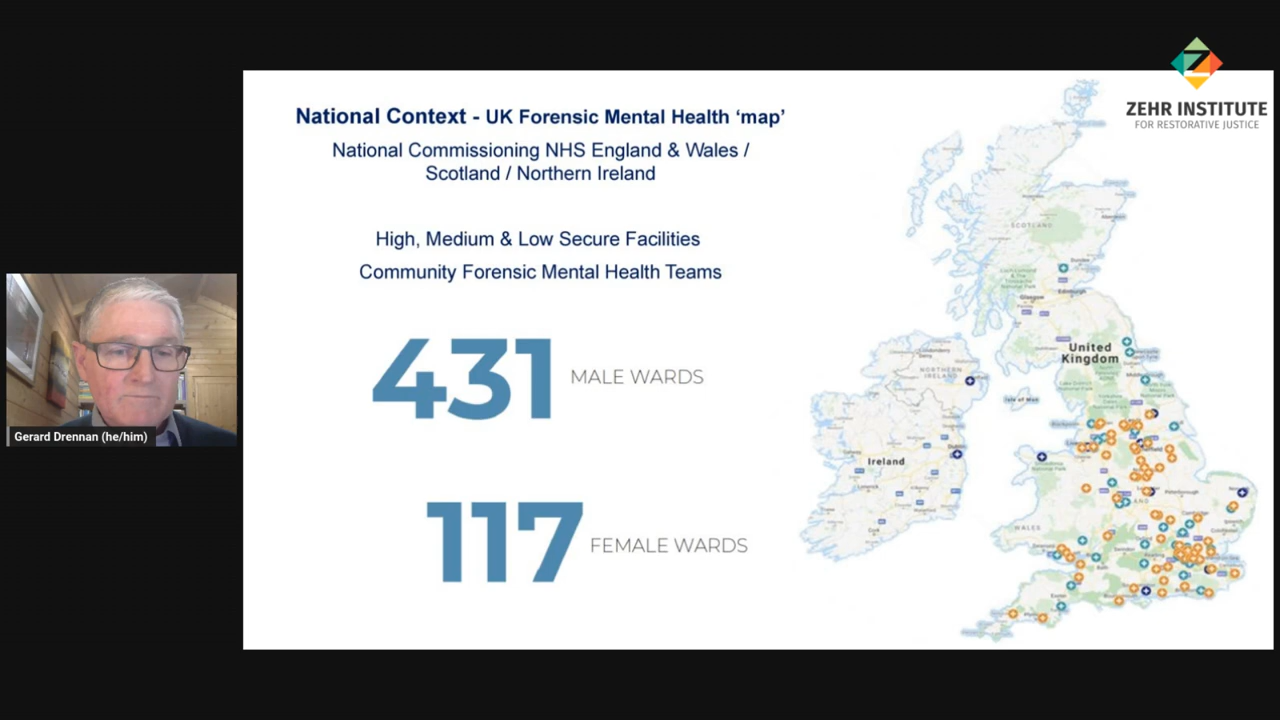 ZEHR INSTITUTE
FOR RESTORATIVE JUSTICE
National Context - UK Forensic Mental Health ‘map’
National Commissioning NHS England & Wales /
Scotland / Northern Ireland
High, Medium & Low Secure Facilities
Community Forensic Mental Health Teams
431 MALE WARDS
117 FEMALE WARDS
Gerard Drennan (he/him)
SCOTLAND
Dundee
Glasgow
Edinburgh
United
Kingdom
NORTHERN
IRELAND
Isle of Man
Ireland
WALES